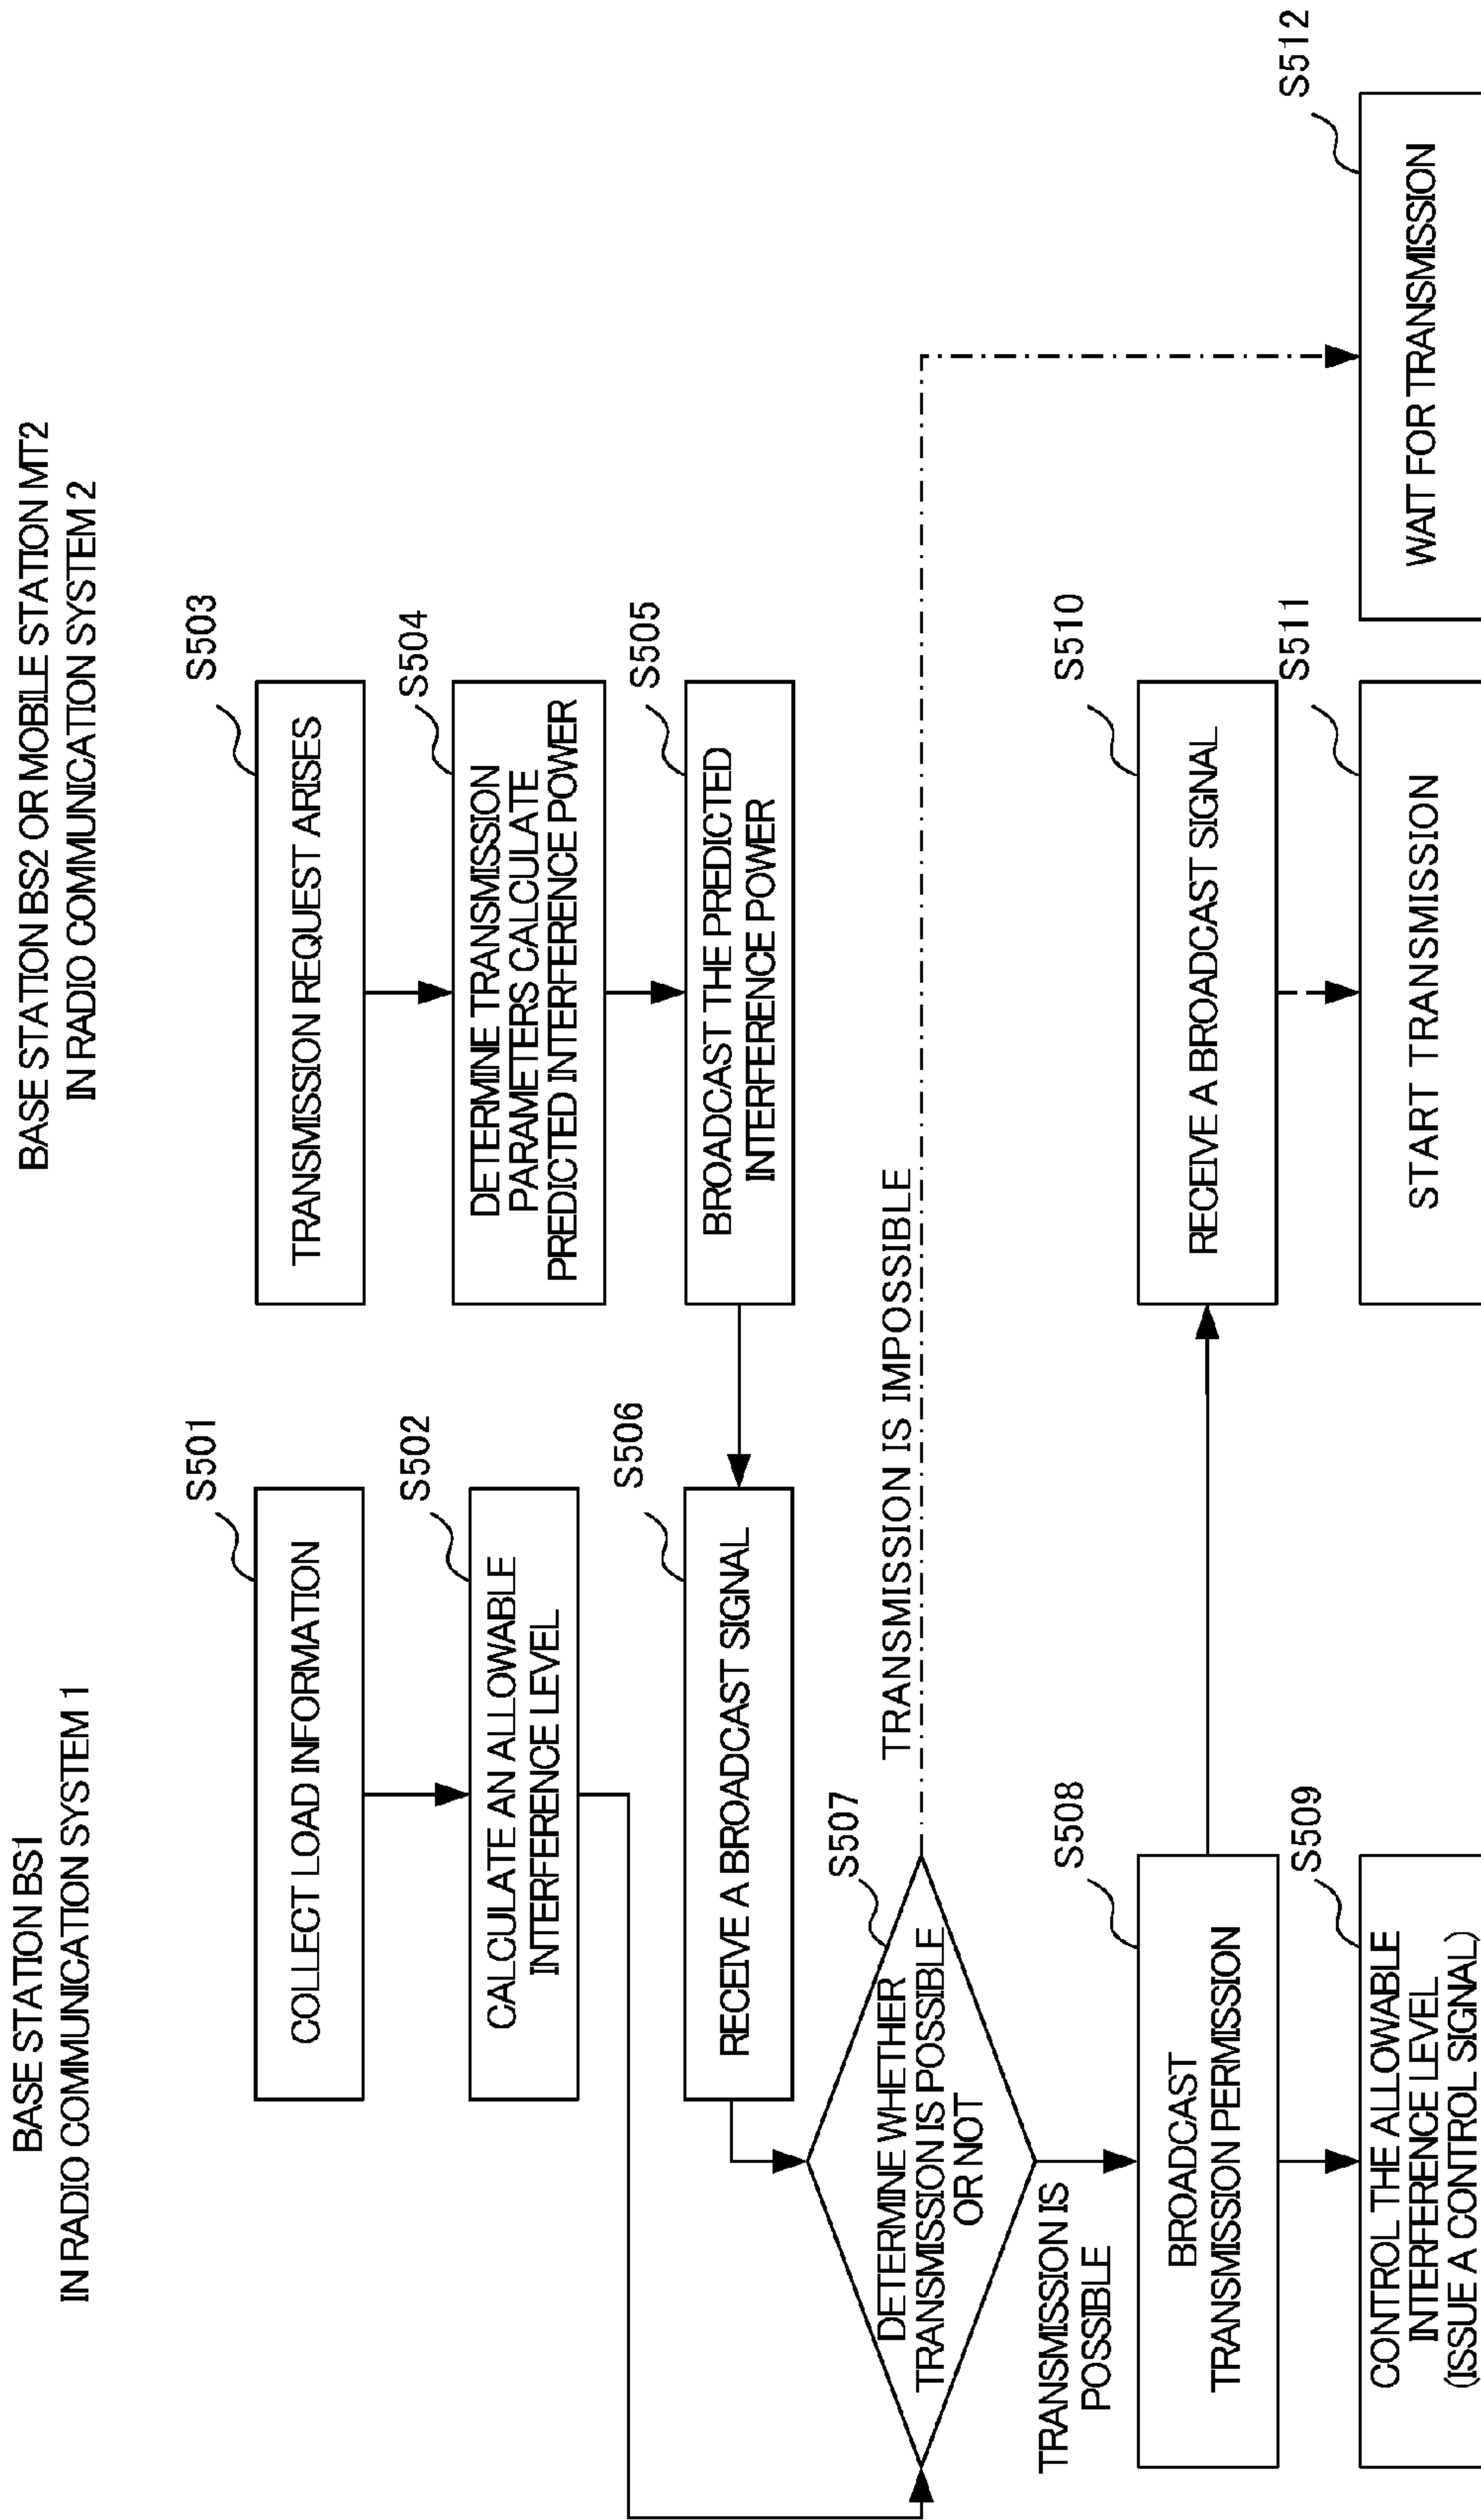 BASE STATION BS1
IN RADIO COMMUNICATION SYSTEM 1
BASE STATION BS2 OR MOBILE STATION MT2
IN RADIO COMMUNICATION SYSTEM 2
S501
COLLECT LOAD INFORMATION
S503
TRANSMISSION REQUEST ARISES
S502
CALCULATE AN ALLOWABLE
INTERFERENCE LEVEL
S504
DETERMINE TRANSMISSION
PARAMETERS CALCULATE
PREDICTED INTERFERENCE POWER
S506
RECEIVE A BROADCAST SIGNAL
S505
BROADCAST THE PREDICTED
INTERFERENCE POWER
S507
DETERMINE WHETHER
TRANSMISSION IS POSSIBLE
OR NOT
TRANSMISSION IS IMPOSSIBLE
TRANSMISSION IS
POSSIBLE
S508
BROADCAST
TRANSMISSION PERMISSION
S510
RECEIVE A BROADCAST SIGNAL
S509
CONTROL THE ALLOWABLE
INTERFERENCE LEVEL
(ISSUE A CONTROL SIGNAL)
S511
START TRANSMISSION
S512
WAIT FOR TRANSMISSION